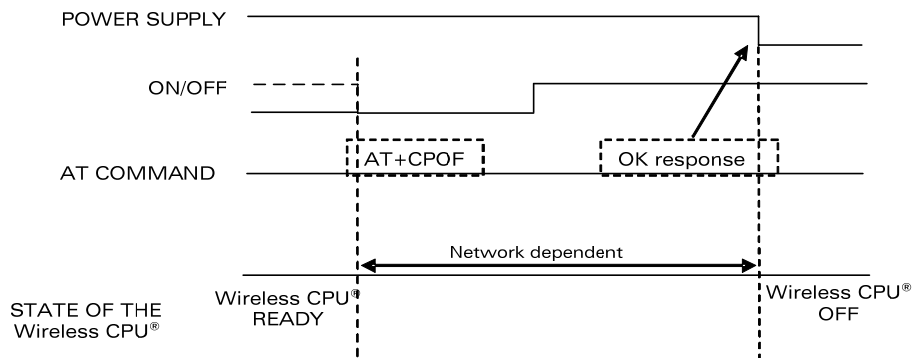 POWER SUPPLY
ON/OFF
AT COMMAND
AT+CPOF
OK response
Network dependent
STATE OF THE
Wireless CPU®
Wireless CPU®
READY
Wireless CPU®
OFF